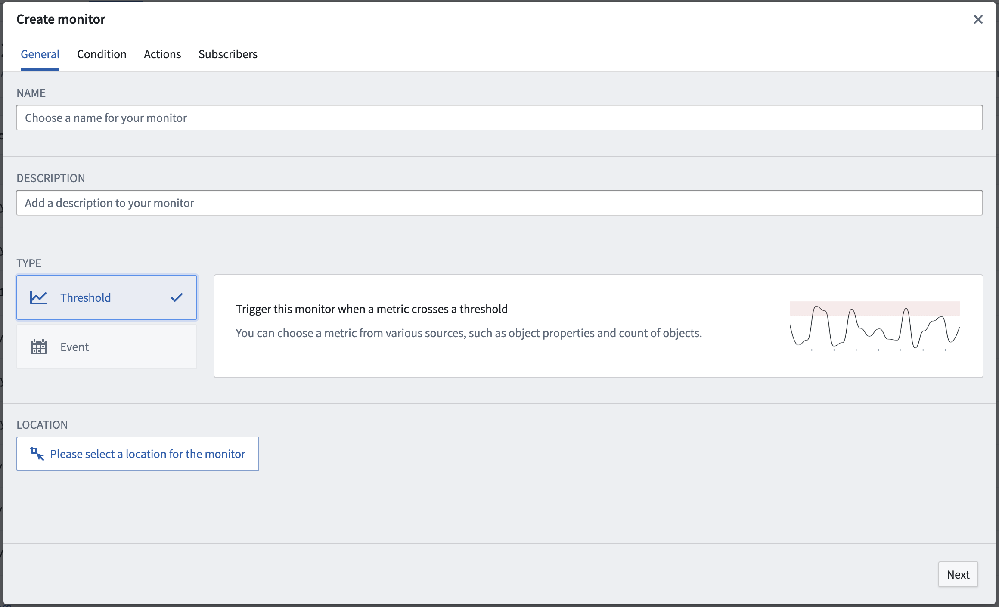 Create monitor
General Condition Actions Subscribers
NAME
Choose a name for your monitor
DESCRIPTION
Add a description to your monitor
TYPE
Threshold
Event
Trigger this monitor when a metric crosses a threshold
You can choose a metric from various sources, such as object properties and count of objects.
LOCATION
Please select a location for the monitor
Next